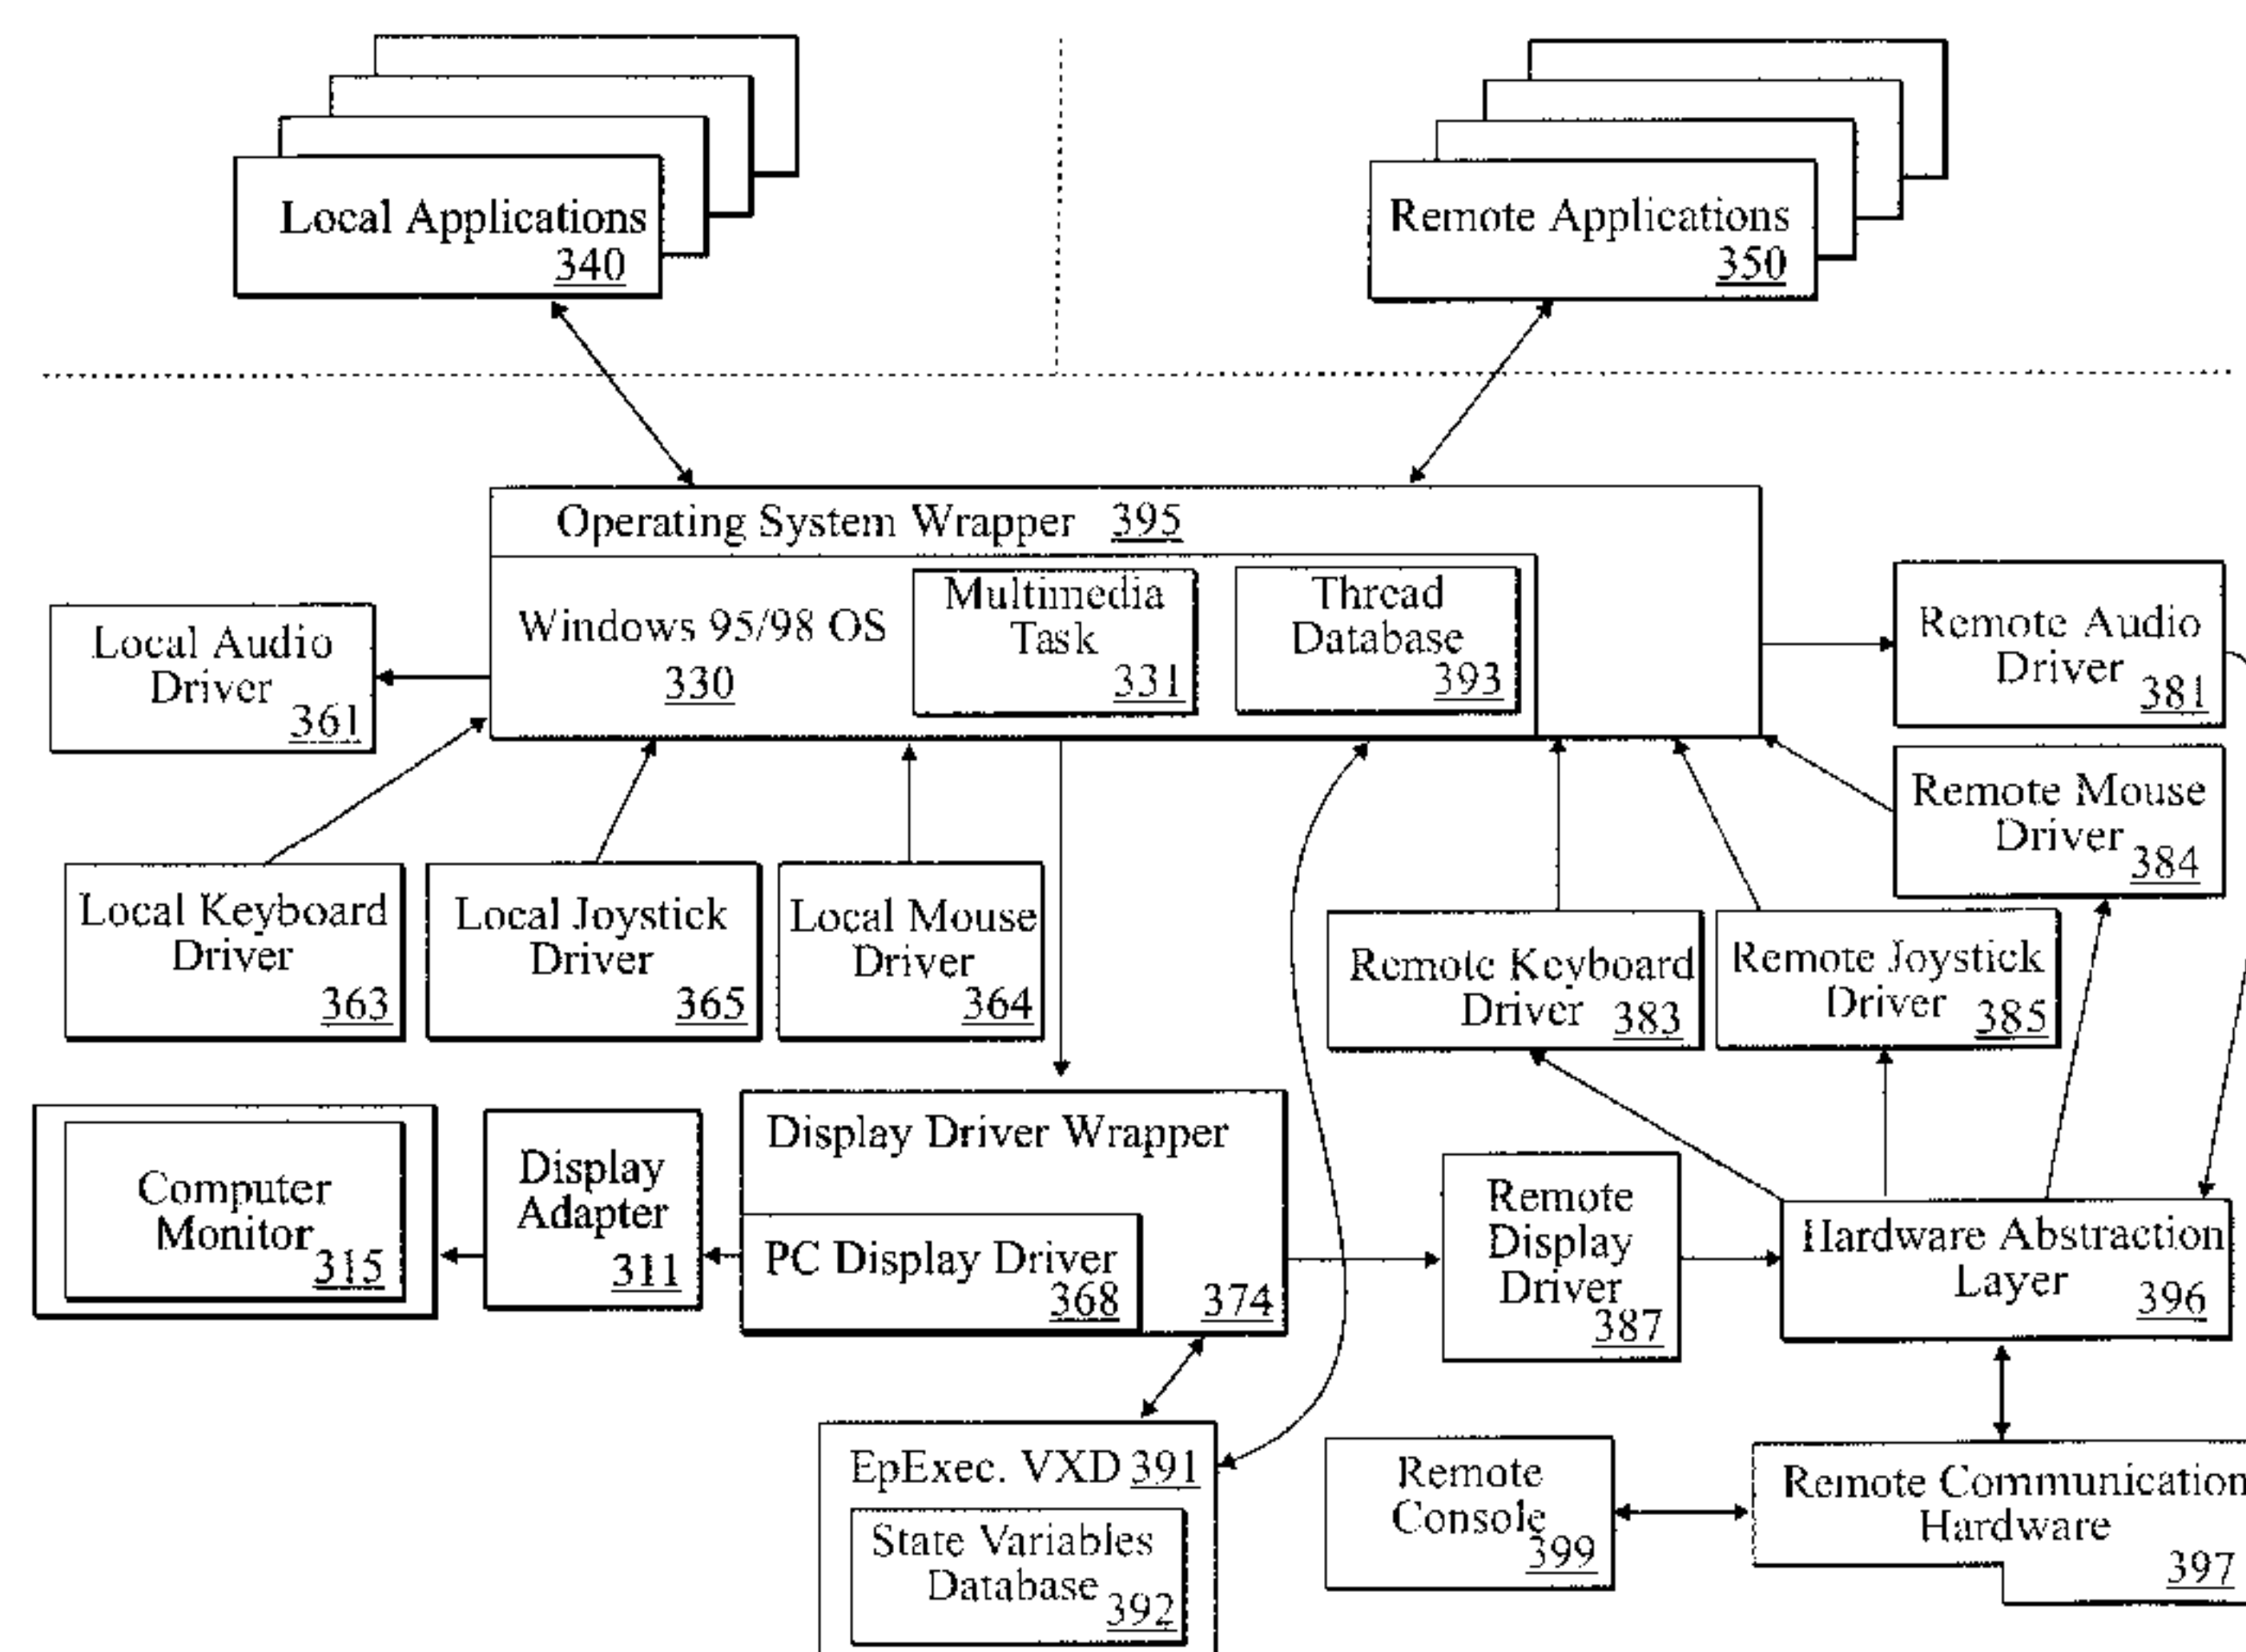 Local Applications
340
Remote Applications
350
Operating System Wrapper 395
Windows 95/98 OS
330
Multimedia
Task
331
Thread
Database
393
Local Audio
Driver
361
Remote Audio
Driver
381
Remote Mouse
Driver
384
Local Keyboard
Driver
363
Local Joystick
Driver
365
Local Mouse
Driver
364
Remote Keyboard
Driver 383
Remote Joystick
Driver
385
Computer
Monitor
315
Display
Adapter
311
Display Driver Wrapper
PC Display Driver
368
374
Remote
Display
Driver
387
Hardware Abstraction
Layer
396
EpExec. VXD 391
State Variables
Database
392
Remote
Console
399
Remote Communication
Hardware
397